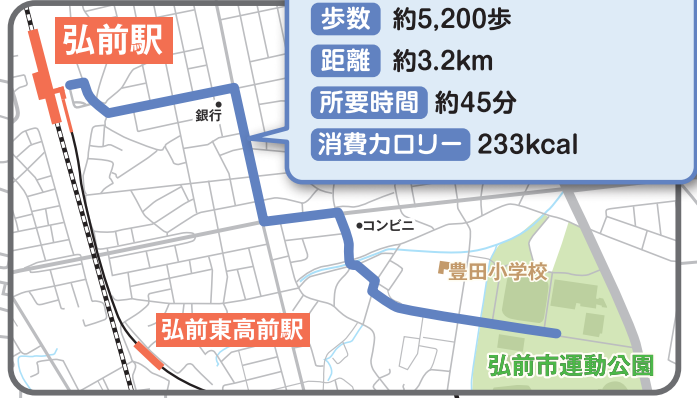 歩数 約5,200歩
距離 約3.2km
所要時間 約45分
消費カロリー 233kcal
弘前駅
銀行
コンビニ
豊田小学校
弘前東高前駅
弘前市運動公園